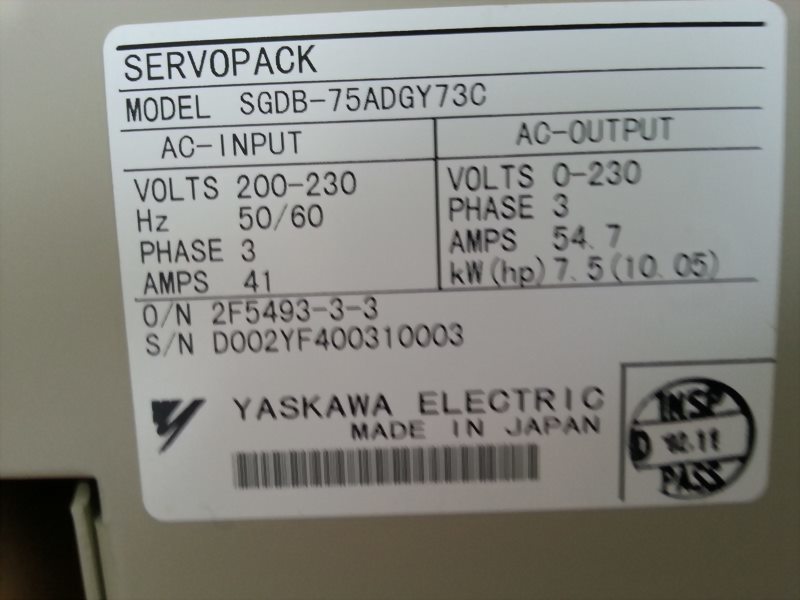 SERVOPACK
MODEL SGDB-75ADGY73C
AC-INPUT
VOLTS 200-230
Hz 50/60
PHASE 3
AMPS 41
AC-OUTPUT
VOLTS 0-230
PHASE 3
AMPS 54.7
kW(hp) 7.5(10.05)
O/N 2F5493-3-3
S/N D002YF400310003
YASKAWA ELECTRIC
MADE IN JAPAN
INSP
D
PASS